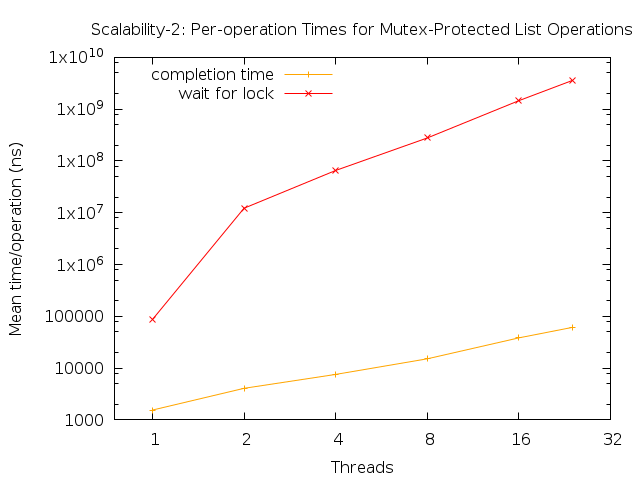 Scalability-2: Per-operation Times for Mutex-Protected List Operations
completion time
wait for lock
Mean time/operation (ns)
1x10^10
1x10^9
1x10^8
1x10^7
1x10^6
100000
10000
1000
1 2 4 8 16 32
Threads